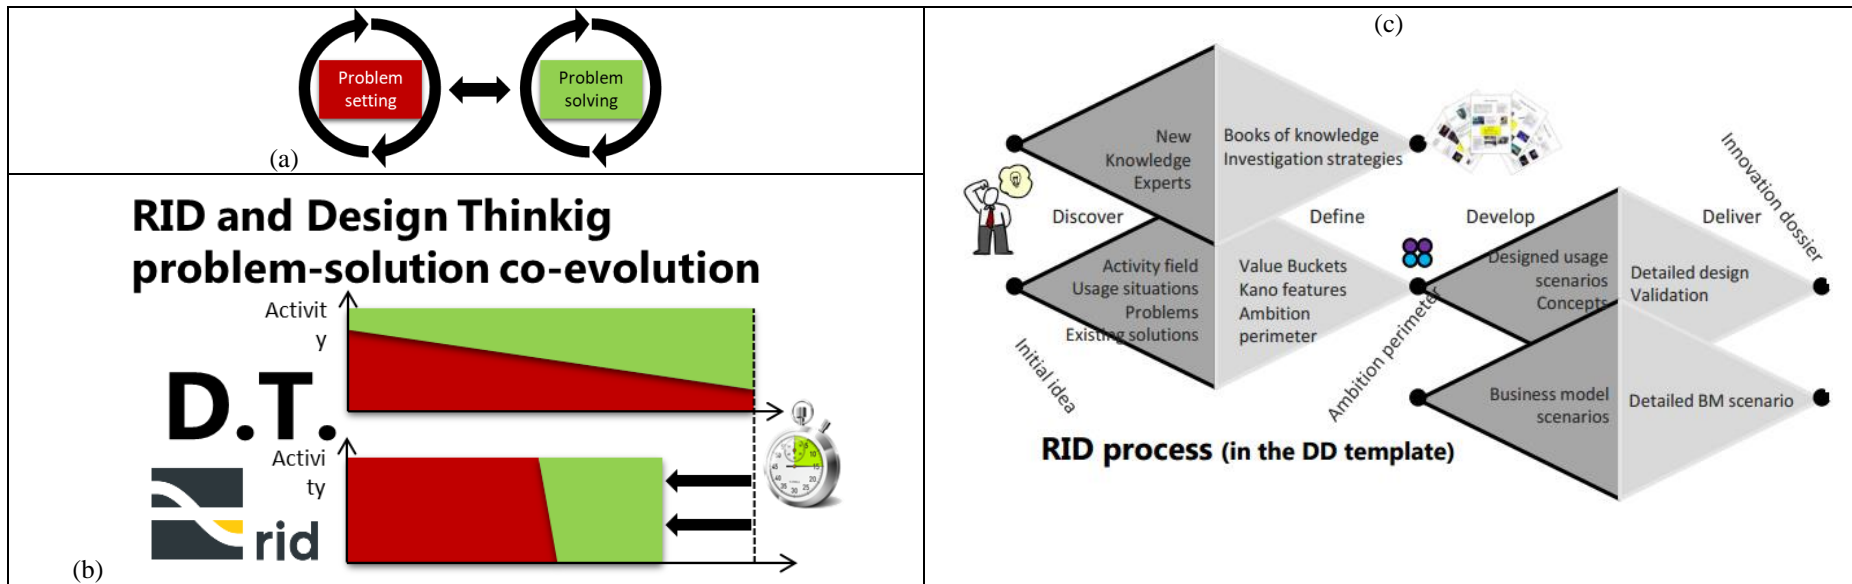 Problem
setting
Problem
solving
(a)
RID and Design Thinkig
problem-solution co-evolution
Activit
y
D.T.
Activi
ty
rid
(b)
(c)
New
Knowledge
Experts
Books of knowledge
Investigation strategies
Discover
Define
Develop
Deliver
Innovation dossier
Activity field
Usage situations
Problems
Existing solutions
Value Buckets
Kano features
Ambition
perimeter
Designed usage
scenarios
Concepts
Detailed design
Validation
Initial idea
Ambition perimeter
Business model
scenarios
Detailed BM scenario
RID process (in the DD template)